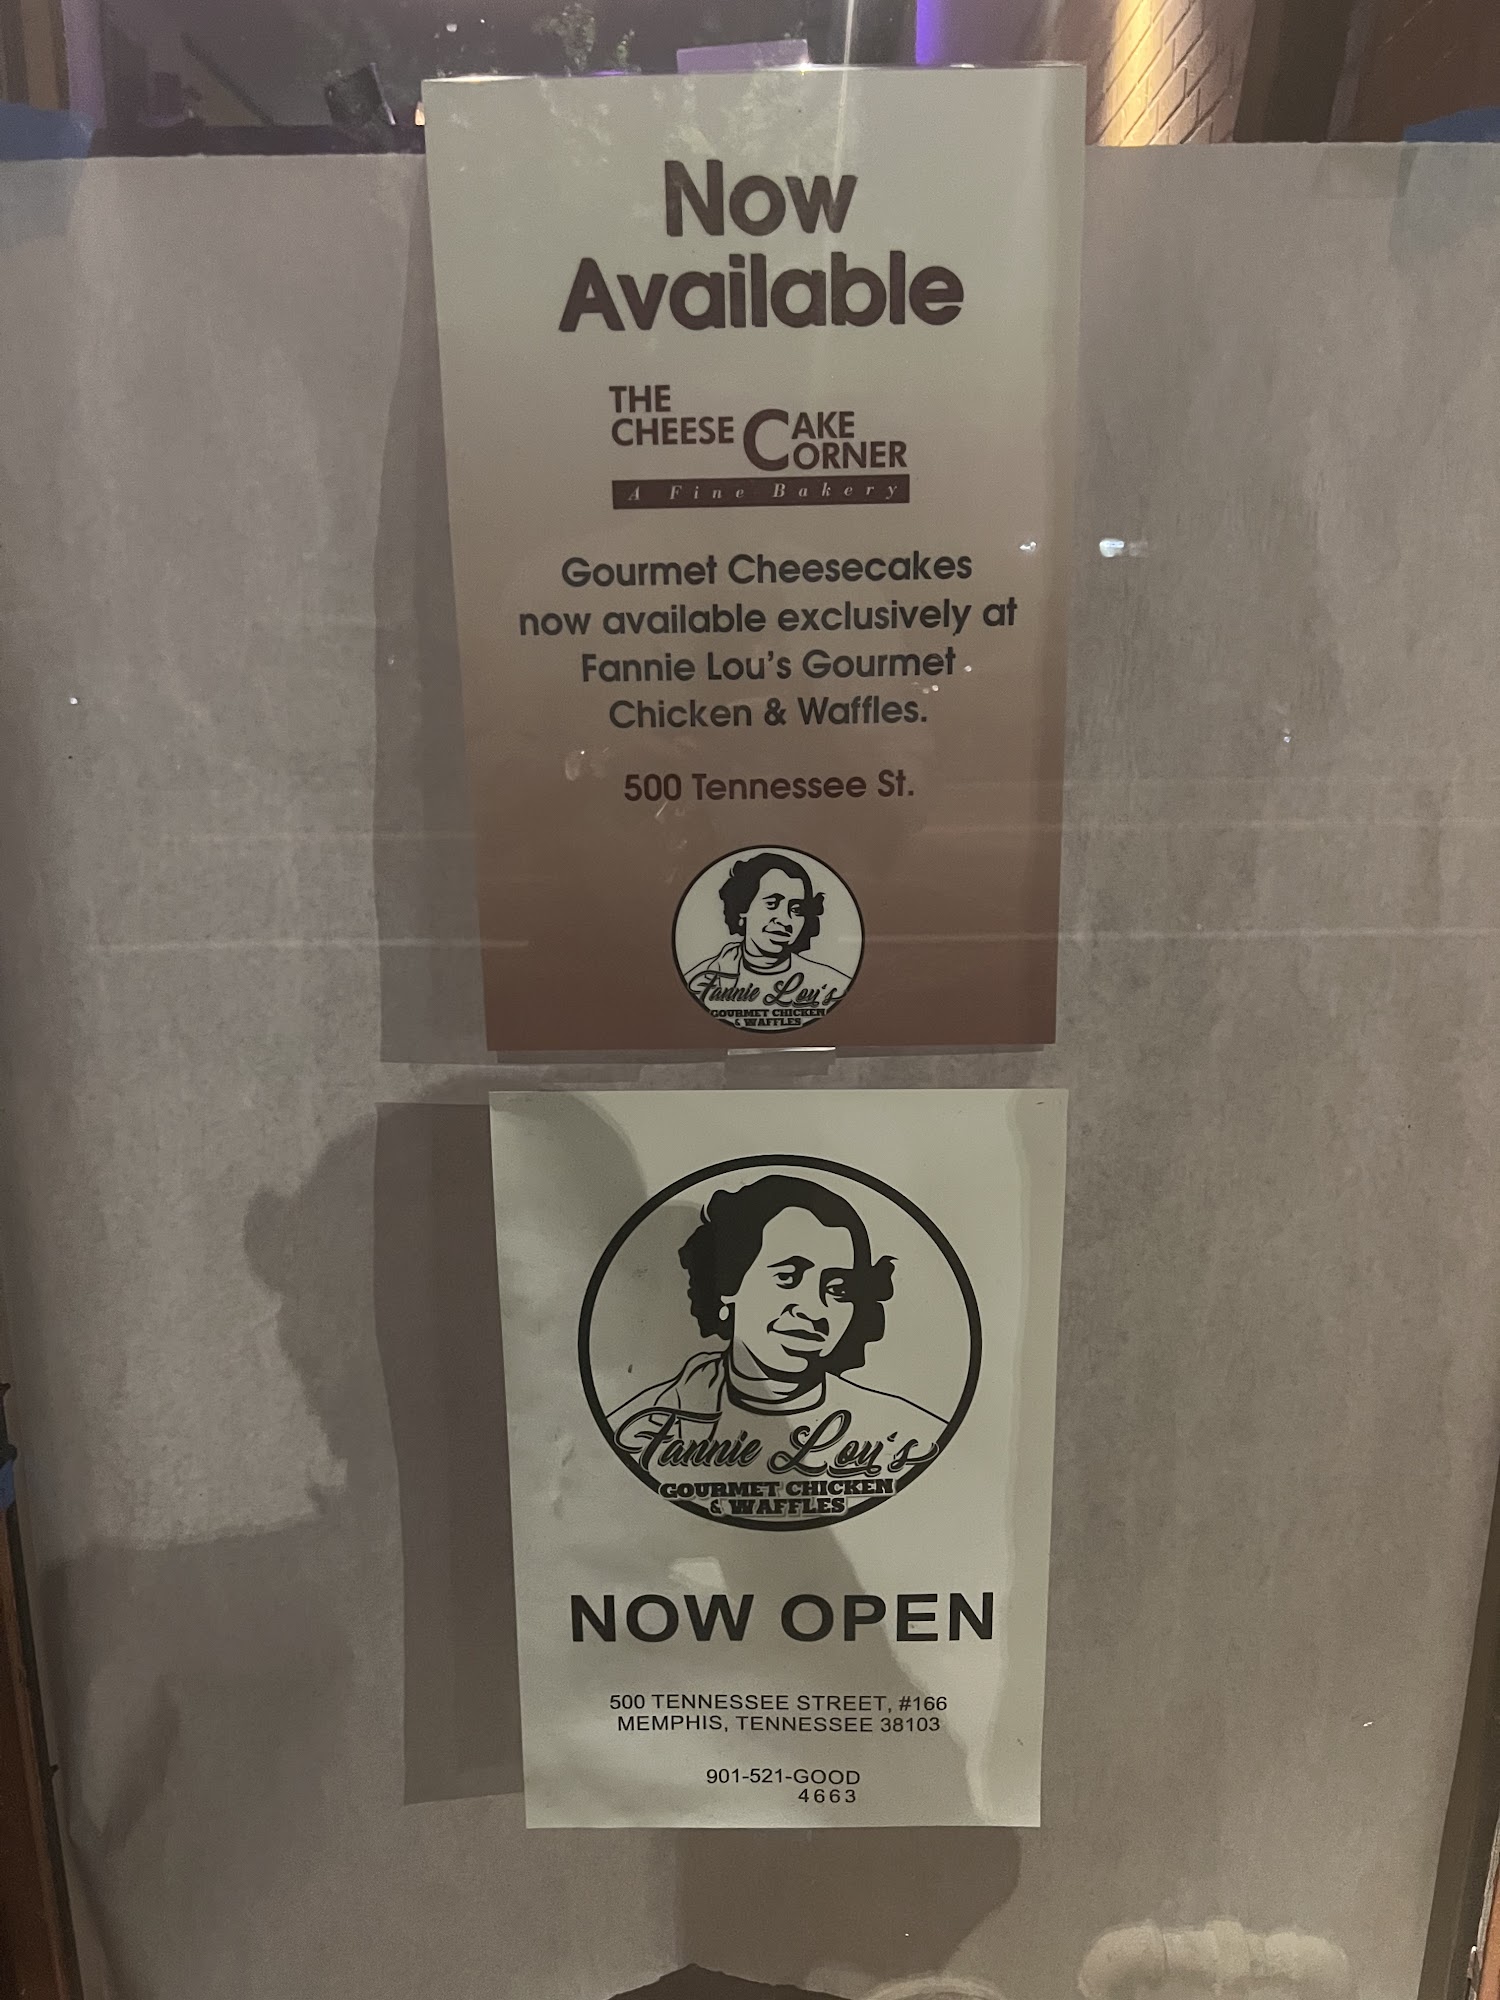 Now
Available
THE
CHEESE CAKE
CORNER
A Fine Bakery
Gourmet Cheesecakes
now available exclusively at
Fannie Lou's Gourmet
Chicken & Waffles.
500 Tennessee St.
Fannie Lou's
GOURMET CHICKEN
& WAFFLES
Fannie Lou's
GOURMET CHICKEN
& WAFFLES
NOW OPEN
500 TENNESSEE STREET, #166
MEMPHIS, TENNESSEE 38103
901-521-GOOD
4663